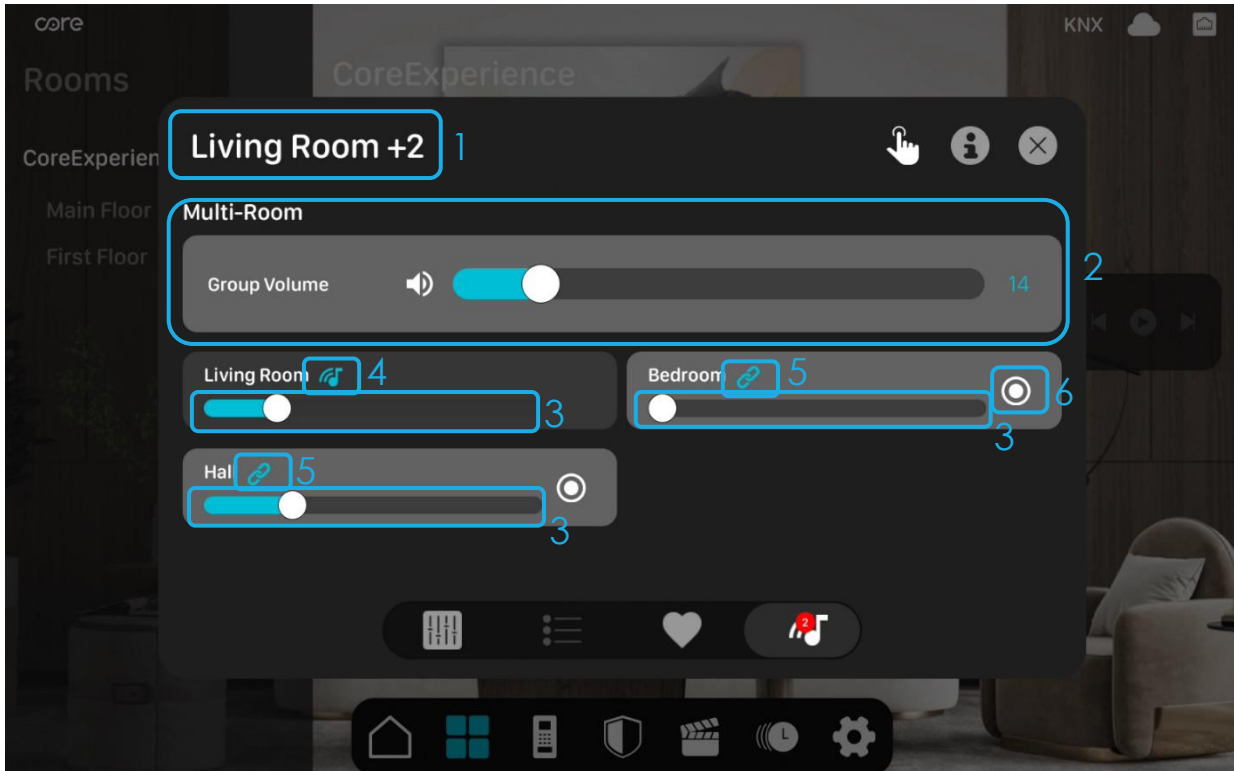 core
KNX
Rooms
CoreExperience
Living Room +2
1
CoreExperien
Main Floor
Multi-Room
First Floor
Group Volume
14
2
Living Room
4
Bedroom
5
6
3
3
Hall
5
3
2
L